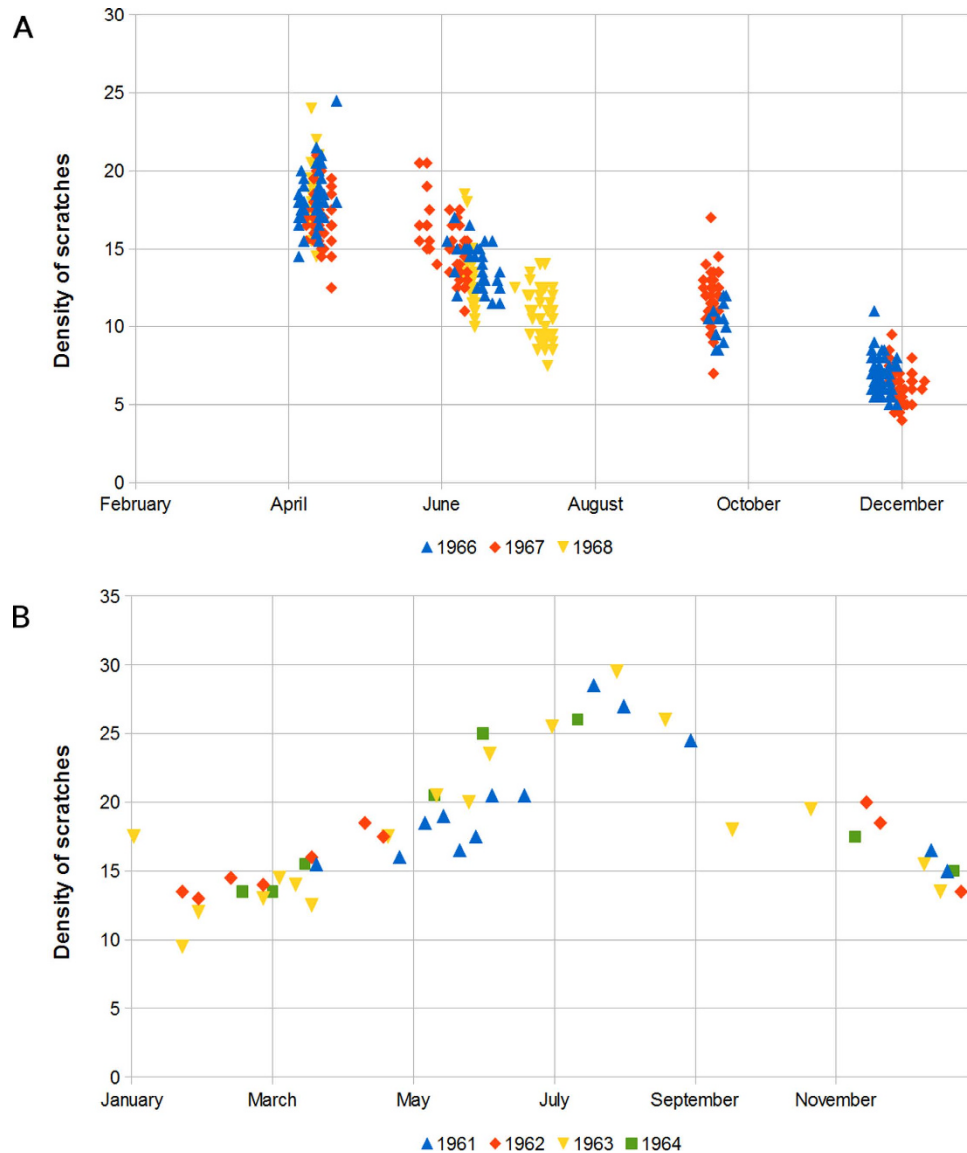 A
30
25
20
15
10
5
0
Density of scratches
February April June August October December
1966 1967 1968
B
35
30
25
20
15
10
5
0
Density of scratches
January March May July September November
1961 1962 1963 1964